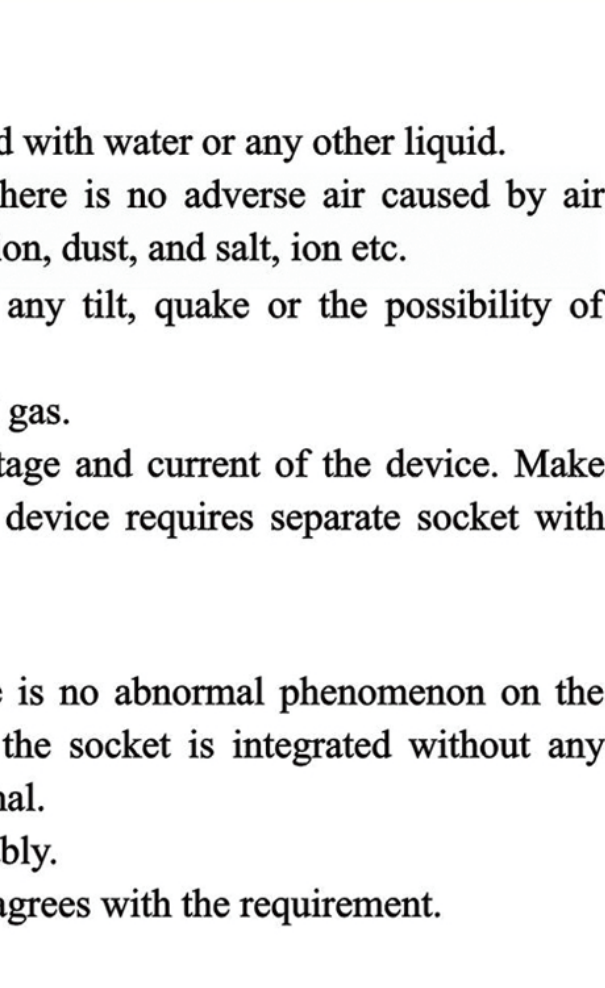 d with water or any other liquid.
here is no adverse air caused by air
ion, dust, and salt, ion etc.
any tilt, quake or the possibility of
gas.
tage and current of the device. Make
device requires separate socket with
is no abnormal phenomenon on the
the socket is integrated without any
nal.
bly.
agrees with the requirement.